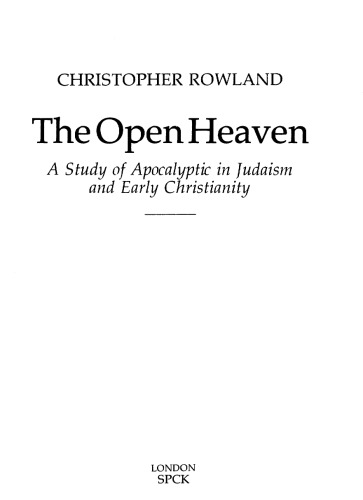 CHRISTOPHER ROWLAND
The Open Heaven
A Study of Apocalyptic in Judaism
and Early Christianity
LONDON
SPCK